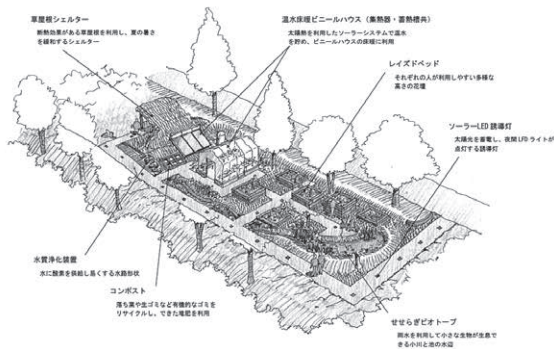 草屋根シェルター
断熱効果がある草屋根を利用し、夏の暑さ
を緩和するシェルター
温水床暖ビニールハウス（集熱器・蓄熱槽共）
太陽熱を利用したソーラーシステムで温水
を貯め、ビニールハウスの床暖に利用
レイズドベッド
それぞれの人が利用しやすい多様な
高さの花壇
ソーラーLED誘導灯
太陽光を蓄電し、夜間LEDライトが
点灯する誘導灯
水質浄化装置
水に酸素を供給し易くする水路形状
コンポスト
落ち葉や生ゴミなど有機的なゴミを
リサイクルし、できた堆肥を利用
せせらぎビオトープ
雨水を利用して小さな生物が生息で
きる小川と池の水辺